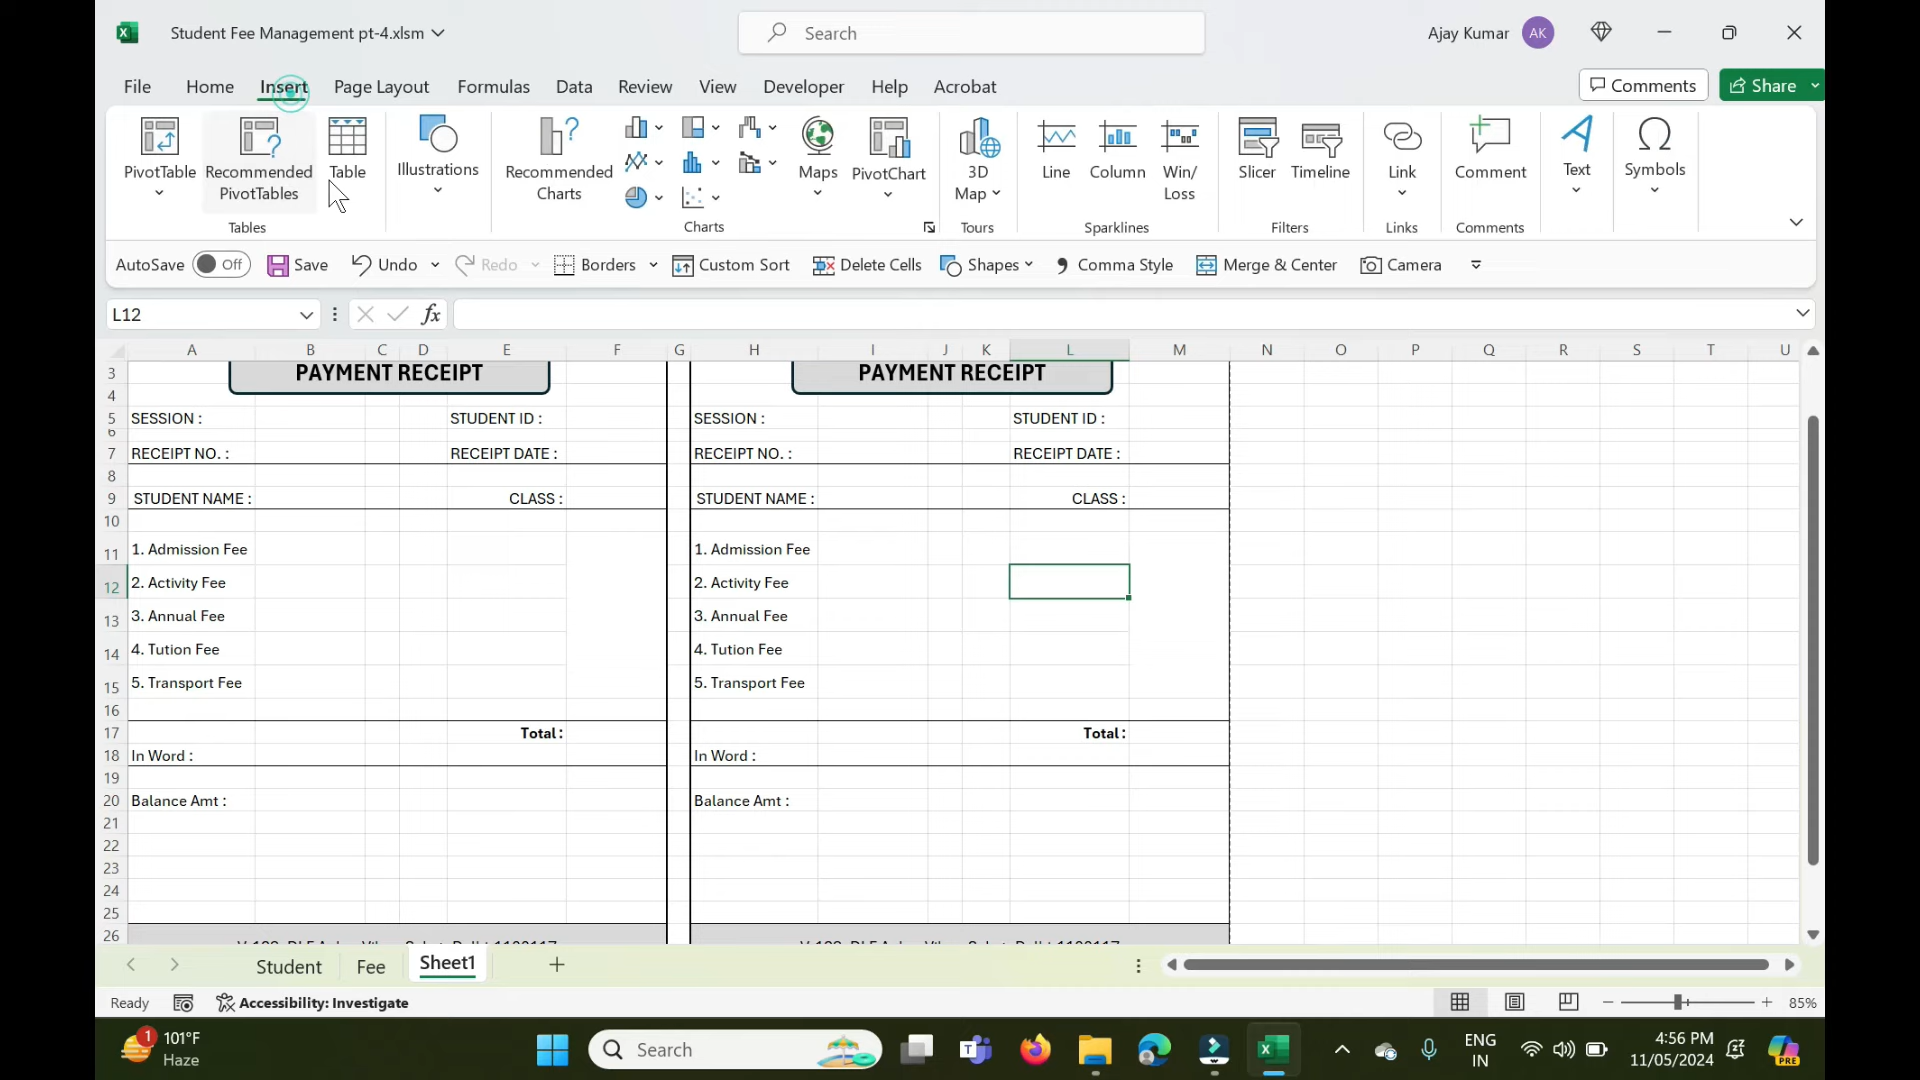 Student Fee Management pt-4.xlsm
Search
Ajay Kumar AK
File Home Insert Page Layout Formulas Data Review View Developer Help Acrobat
Comments Share
PivotTable
Recommended PivotTables
Table
Illustrations
Recommended Charts
Maps
PivotChart
3D Map
Line
Column
Win/ Loss
Slicer
Timeline
Link
Comment
Text
Symbols
Tables Charts Tours Sparklines Filters Links Comments
AutoSave Off Save Undo Redo Borders Custom Sort Delete Cells Shapes Comma Style Merge & Center Camera
L12 fx
A B C D E F G H I J K L M N O P Q R S T U
3 PAYMENT RECEIPT PAYMENT RECEIPT
4
5 SESSION : STUDENT ID : SESSION : STUDENT ID :
6
7 RECEIPT NO. : RECEIPT DATE : RECEIPT NO. : RECEIPT DATE :
8
9 STUDENT NAME : CLASS : STUDENT NAME : CLASS :
10
11 1. Admission Fee 1. Admission Fee
12 2. Activity Fee 2. Activity Fee
13 3. Annual Fee 3. Annual Fee
14 4. Tution Fee 4. Tution Fee
15 5. Transport Fee 5. Transport Fee
16
17 Total : Total :
18 In Word : In Word :
19
20 Balance Amt : Balance Amt :
21
22
23
24
25
26
Student Fee Sheet1
Ready Accessibility: Investigate 85%
1 101°F
Haze
Search
ENG
IN
4:56 PM
11/05/2024
PRE